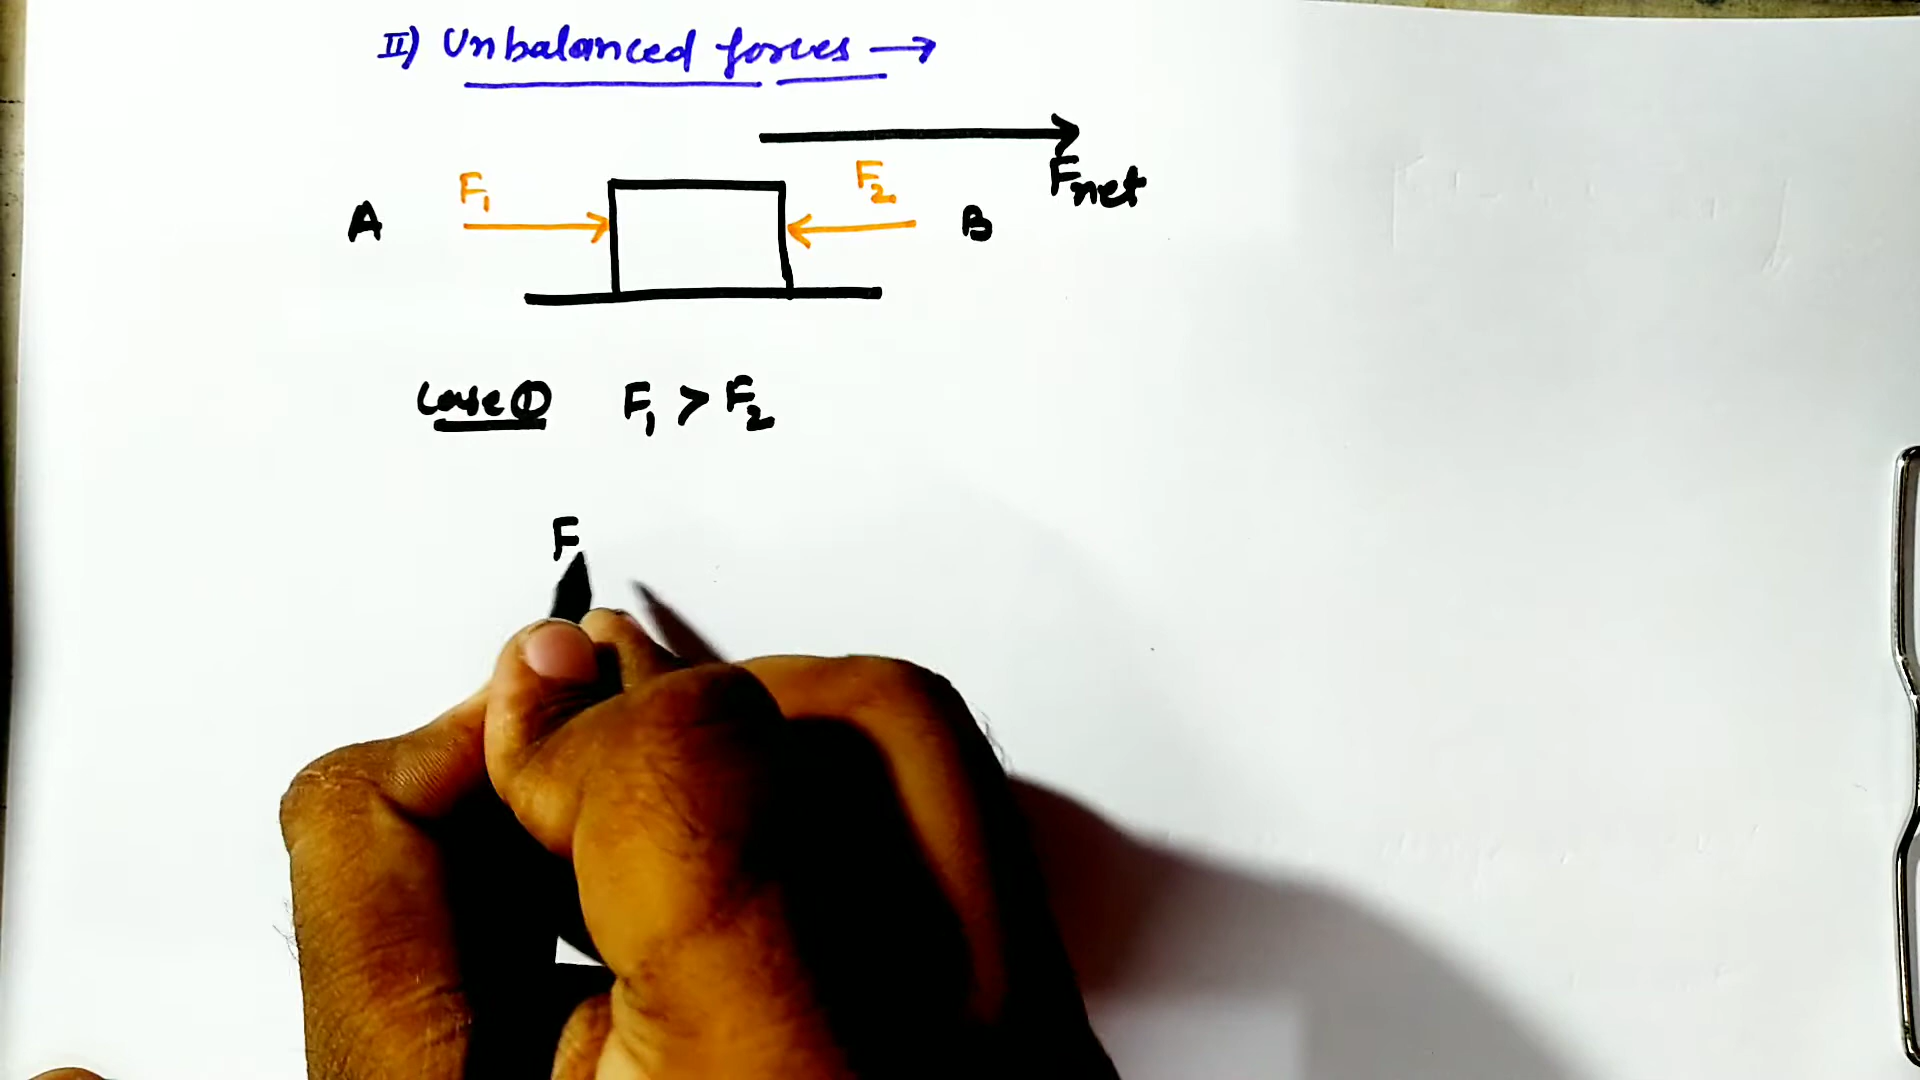 II) Unbalanced forces →
Fnet
F₁ F₂
A B
Case ① F₁ > F₂
F